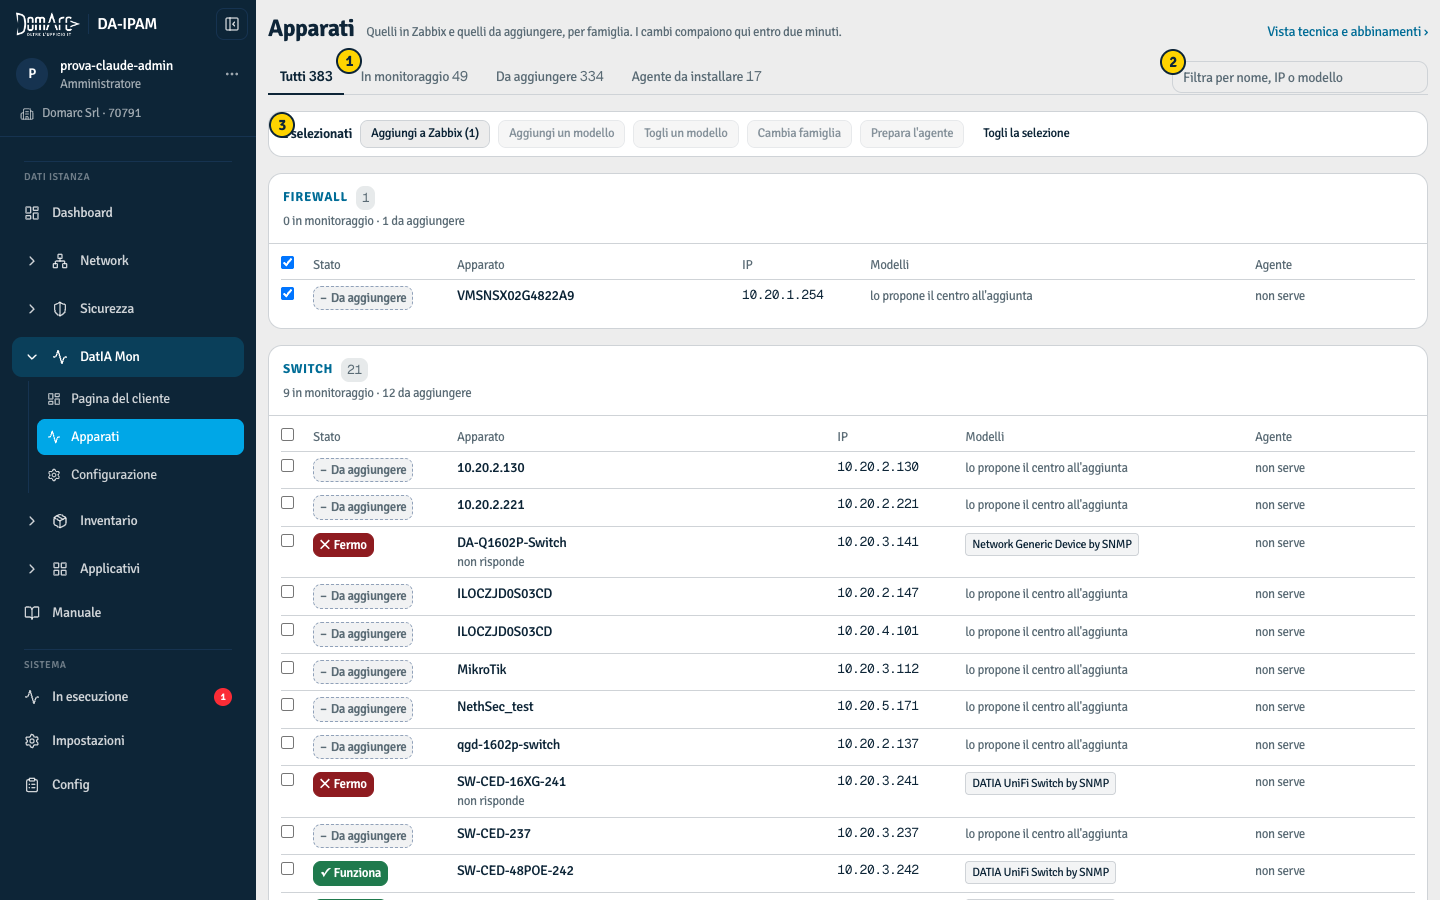 DomArc
OLTRE L'UFFICIO IT
DA-IPAM
P
prova-claude-admin
Amministratore
Domarc Srl · 70791
DATI ISTANZA
Dashboard
Network
Sicurezza
DatIA Mon
Pagina del cliente
Apparati
Configurazione
Inventario
Applicativi
Manuale
SISTEMA
In esecuzione 1
Impostazioni
Config
Apparati Quelli in Zabbix e quelli da aggiungere, per famiglia. I cambi compaiono qui entro due minuti.
Vista tecnica e abbinamenti ›
Tutti 383 1 In monitoraggio 49 Da aggiungere 334 Agente da installare 17
2 Filtra per nome, IP o modello
3 selezionati Aggiungi a Zabbix (1) Aggiungi un modello Togli un modello Cambia famiglia Prepara l'agente Togli la selezione
FIREWALL 1
0 in monitoraggio · 1 da aggiungere
Stato Apparato IP Modelli Agente
– Da aggiungere VMSNSX02G4822A9 10.20.1.254 lo propone il centro all'aggiunta non serve
SWITCH 21
9 in monitoraggio · 12 da aggiungere
Stato Apparato IP Modelli Agente
– Da aggiungere 10.20.2.130 10.20.2.130 lo propone il centro all'aggiunta non serve
– Da aggiungere 10.20.2.221 10.20.2.221 lo propone il centro all'aggiunta non serve
✕ Fermo DA-Q1602P-Switch 10.20.3.141 Network Generic Device by SNMP non serve
non risponde
– Da aggiungere ILOCZJD0S03CD 10.20.2.147 lo propone il centro all'aggiunta non serve
– Da aggiungere ILOCZJD0S03CD 10.20.4.101 lo propone il centro all'aggiunta non serve
– Da aggiungere MikroTik 10.20.3.112 lo propone il centro all'aggiunta non serve
– Da aggiungere NethSec_test 10.20.5.171 lo propone il centro all'aggiunta non serve
– Da aggiungere qgd-1602p-switch 10.20.2.137 lo propone il centro all'aggiunta non serve
✕ Fermo SW-CED-16XG-241 10.20.3.241 DATIA UniFi Switch by SNMP non serve
non risponde
– Da aggiungere SW-CED-237 10.20.3.237 lo propone il centro all'aggiunta non serve
✓ Funziona SW-CED-48POE-242 10.20.3.242 DATIA UniFi Switch by SNMP non serve